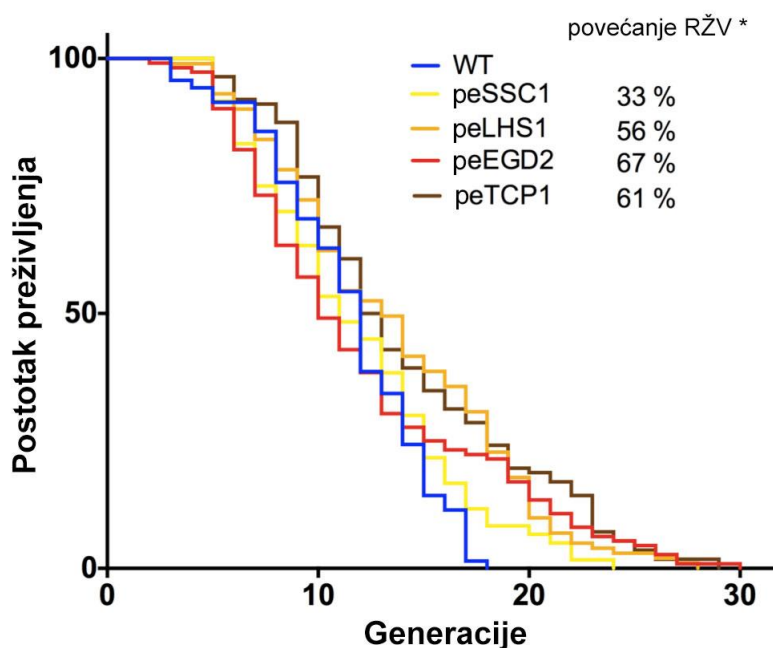 povećanje RŽV *
100
WT
peSSC1 33 %
peLHS1 56 %
peEGD2 67 %
peTCP1 61 %
Postotak preživljenja
50
0
0 10 20 30
Generacije